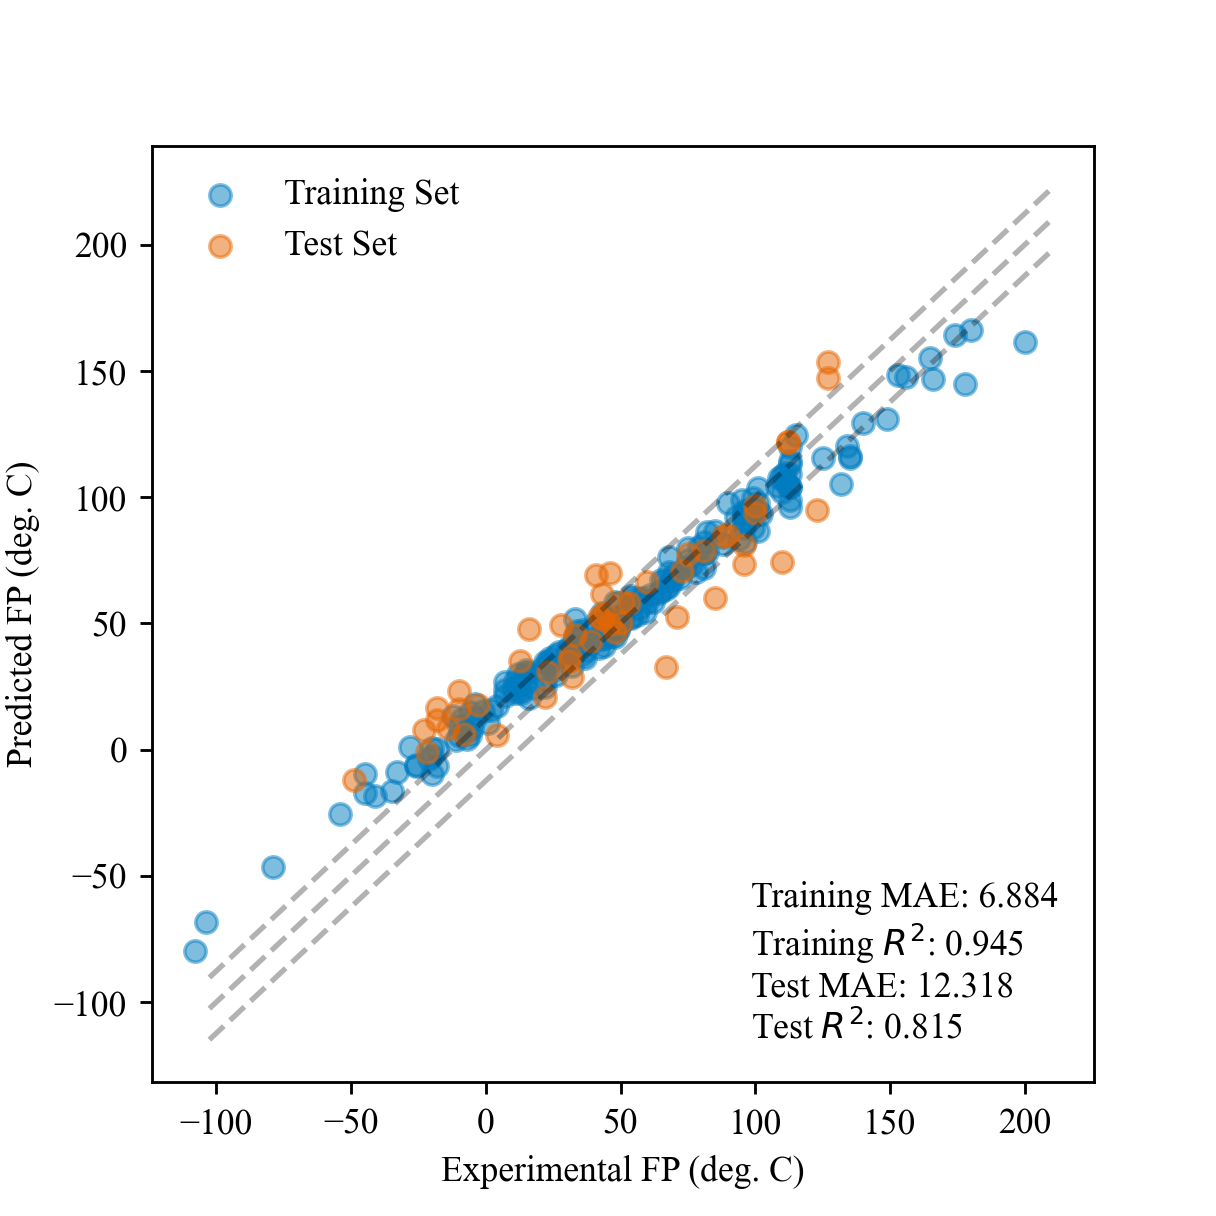 Training Set
Test Set
200
150
100
50
0
−50
−100
Predicted FP (deg. C)
Training MAE: 6.884
Training R²: 0.945
Test MAE: 12.318
Test R²: 0.815
−100 −50 0 50 100 150 200
Experimental FP (deg. C)